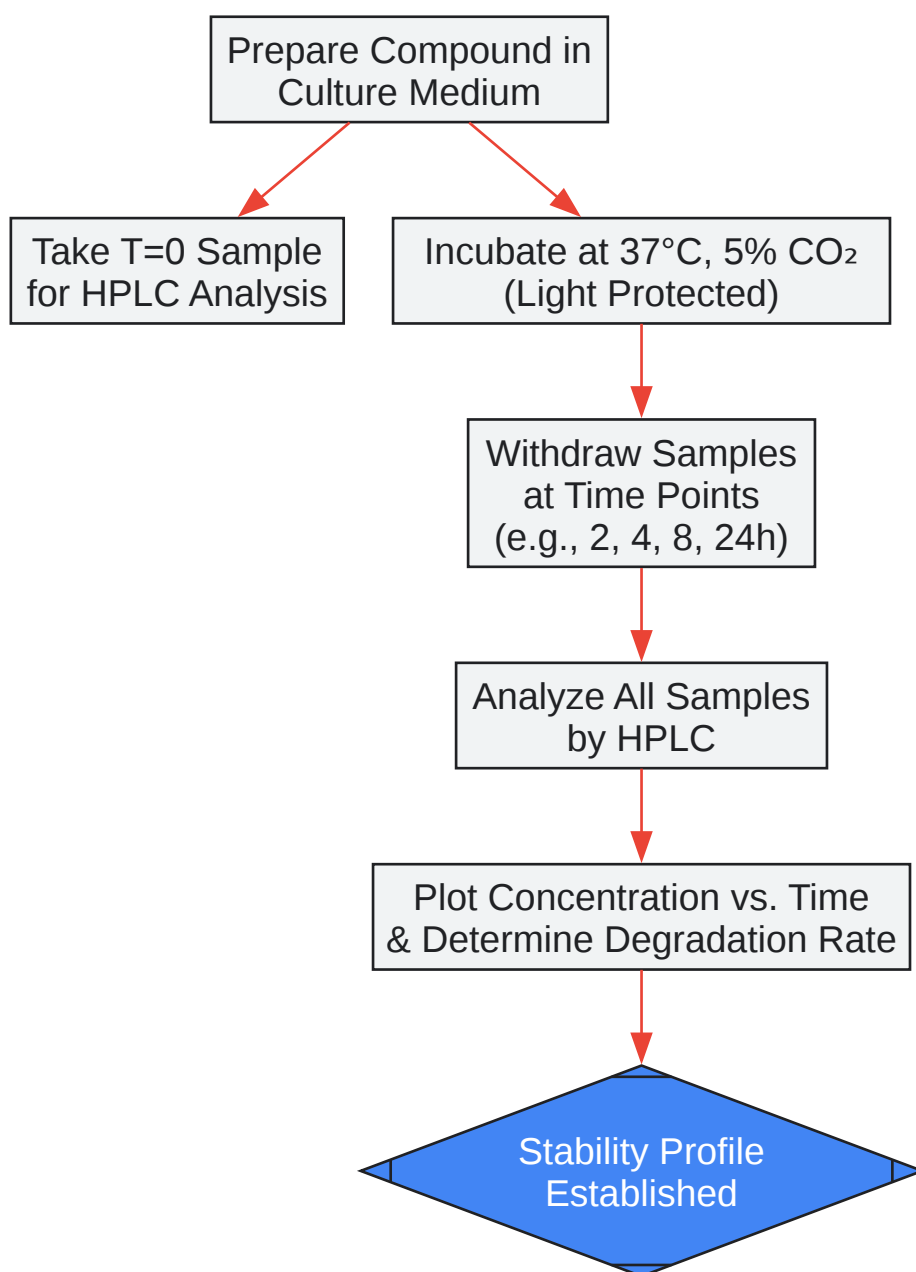 Prepare Compound in
Culture Medium
Take T=0 Sample
for HPLC Analysis
Incubate at 37°C, 5% CO₂
(Light Protected)
Withdraw Samples
at Time Points
(e.g., 2, 4, 8, 24h)
Analyze All Samples
by HPLC
Plot Concentration vs. Time
& Determine Degradation Rate
Stability Profile
Established